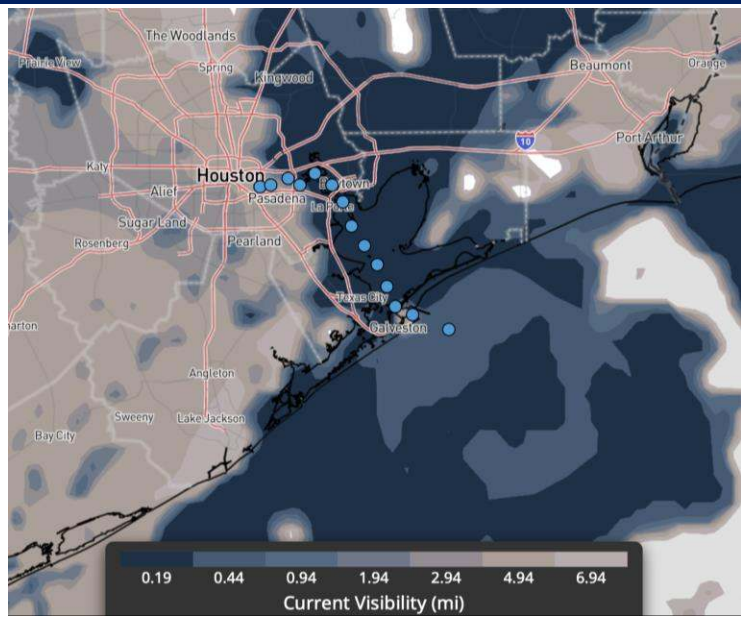 The Woodlands
Prairie View
Spring
Kingwood
Beaumont
Orange
10
Port Arthur
Katy
Houston
Alief
Pasadena
La Porte
Sugar Land
Pearland
Rosenberg
Texas City
Galveston
Angleton
Sweeny
Lake Jackson
Bay City
0.19 0.44 0.94 1.94 2.94 4.94 6.94
Current Visibility (mi)